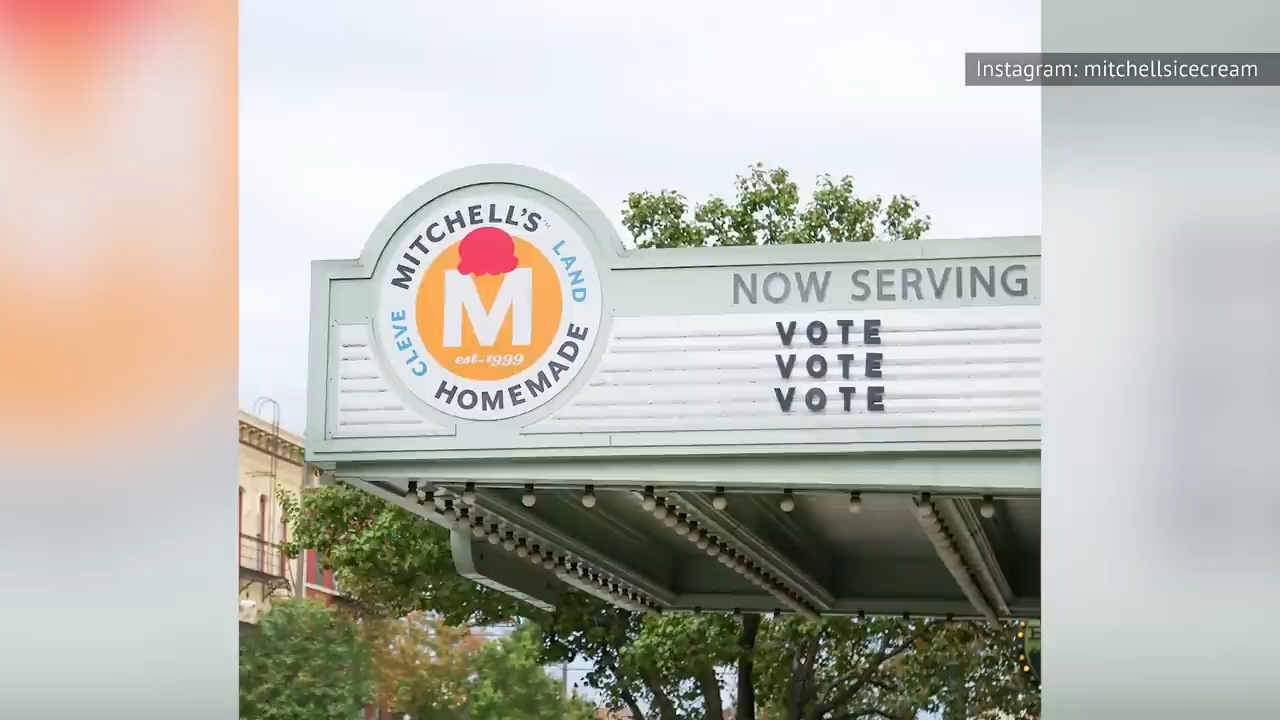 Instagram: mitchellsicecream
MITCHELL'S
CLEVE LAND
M
est. 1999
HOMEMADE
NOW SERVING
VOTE
VOTE
VOTE